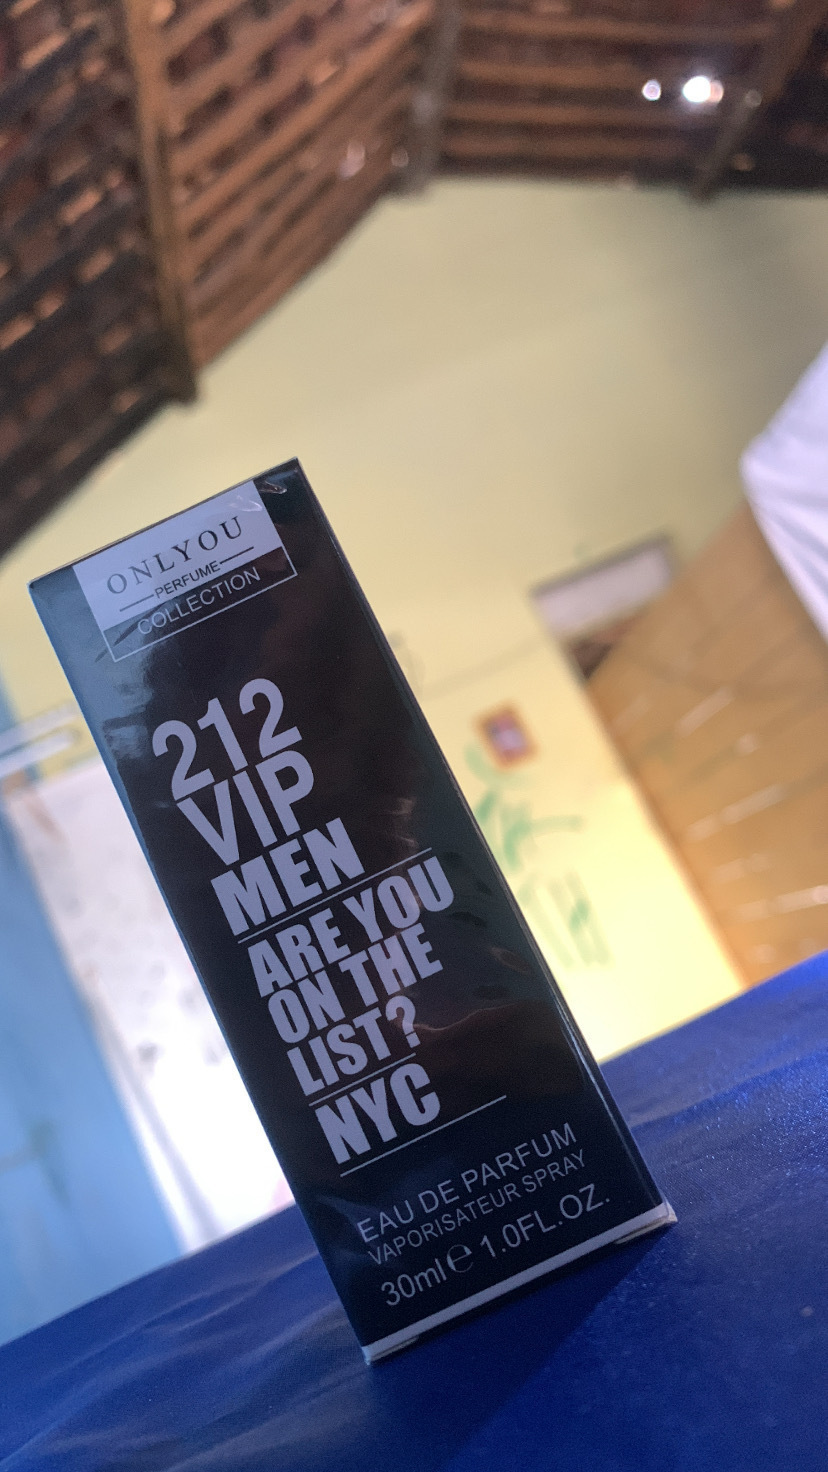 ONLYOU
PERFUME
COLLECTION
212
VIP
MEN
ARE YOU
ON THE
LIST?
NYC
EAU DE PARFUM
VAPORISATEUR SPRAY
30ml℮ 1.0FL.OZ.